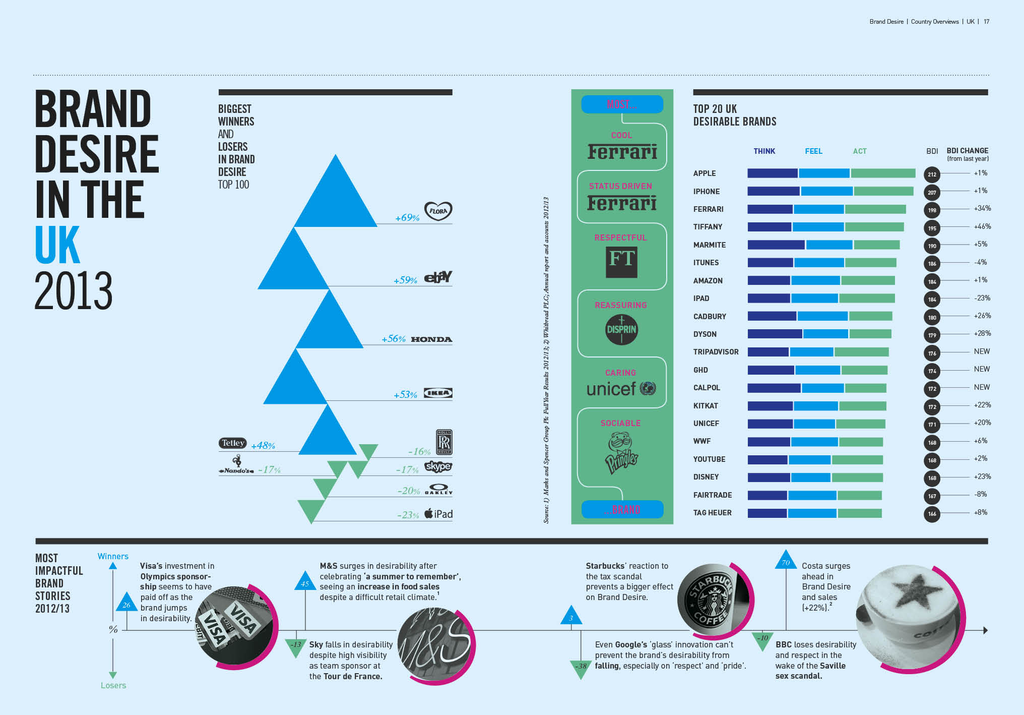 Brand Desire | Country Overviews | UK | 17
BRAND
DESIRE
IN THE
UK
2013
BIGGEST
WINNERS
AND
LOSERS
IN BRAND
DESIRE
TOP 100
+69% FLORA
+59% ebay
+56% HONDA
+53% IKEA
Tetley +48%
-16% RR
Nando's -17%
-17% skype
-20% OAKLEY
-23% iPad
Source: 1) Marks and Spencer Group Plc Full Year Results 2012/13; 2) Whitbread PLC; Annual report and accounts 2012/13
MOST...
COOL
Ferrari
STATUS DRIVEN
Ferrari
RESPECTFUL
FT
REASSURING
DISPRIN
CARING
unicef
SOCIABLE
Pringles
...BRAND
TOP 20 UK
DESIRABLE BRANDS
THINK FEEL ACT BDI BDI CHANGE
(from last year)
APPLE 212 +1%
IPHONE 207 +1%
FERRARI 198 +34%
TIFFANY 195 +46%
MARMITE 190 +5%
ITUNES 186 -4%
AMAZON 184 +1%
IPAD 184 -23%
CADBURY 180 +26%
DYSON 179 +28%
TRIPADVISOR 176 NEW
GHD 174 NEW
CALPOL 172 NEW
KITKAT 172 +22%
UNICEF 171 +20%
WWF 168 +6%
YOUTUBE 168 +2%
DISNEY 168 +23%
FAIRTRADE 167 -8%
TAG HEUER 166 +8%
MOST
IMPACTFUL
BRAND
STORIES
2012/13
Winners
%
Losers
26
Visa's investment in
Olympics sponsor-
ship seems to have
paid off as the
brand jumps
in desirability.
VISA
VISA
45
M&S surges in desirability after
celebrating 'a summer to remember',
seeing an increase in food sales
despite a difficult retail climate.1
-13
Sky falls in desirability
despite high visibility
as team sponsor at
the Tour de France.
M&S
3
Starbucks' reaction to
the tax scandal
prevents a bigger effect
on Brand Desire.
STARBUCKS
COFFEE
-38
Even Google's 'glass' innovation can't
prevent the brand's desirability from
falling, especially on 'respect' and 'pride'.
70
Costa surges
ahead in
Brand Desire
and sales
(+22%).2
-10
BBC loses desirability
and respect in the
wake of the Saville
sex scandal.
COSTA